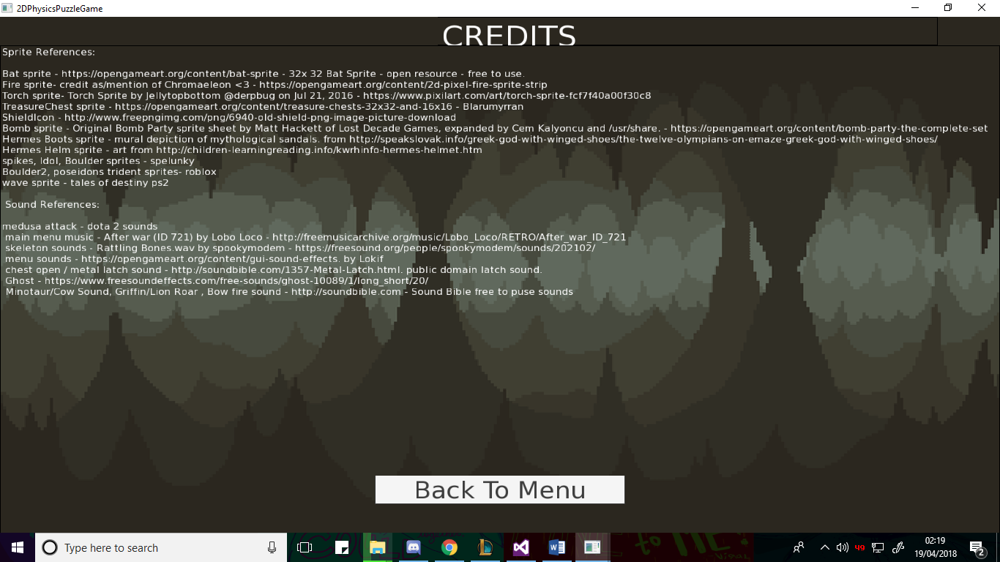 2DPhysicsPuzzleGame
CREDITS
Sprite References:
Bat sprite - https://opengameart.org/content/bat-sprite - 32x 32 Bat Sprite - open resource - free to use.
Fire sprite- credit as/mention of Chromaeleon <3 - https://opengameart.org/content/2d-pixel-fire-sprite-strip
Torch sprite- Torch Sprite by Jellytopbottom @derpbug on Jul 21, 2016 - https://www.pixilart.com/art/torch-sprite-fcf7f40a00f30c8
TreasureChest sprite - https://opengameart.org/content/treasure-chests-32x32-and-16x16 - Blarumyrran
ShieldIcon - http://www.freepngimg.com/png/6940-old-shield-png-image-picture-download
Bomb sprite - Original Bomb Party sprite sheet by Matt Hackett of Lost Decade Games, expanded by Cem Kalyoncu and /usr/share. - https://opengameart.org/content/bomb-party-the-complete-set
Hermes Boots sprite - mural depiction of mythological sandals. from http://speakslovak.info/greek-god-with-winged-shoes/the-twelve-olympians-on-emaze-greek-god-with-winged-shoes/
Hermes Helm sprite - art from http://children-learningreading.info/kwrhinfo-hermes-helmet.htm
spikes, Idol, Boulder sprites - spelunky
Boulder2, poseidons trident sprites- roblox
wave sprite - tales of destiny ps2
Sound References:
medusa attack - dota 2 sounds
main menu music - After war (ID 721) by Lobo Loco - http://freemusicarchive.org/music/Lobo_Loco/RETRO/After_war_ID_721
skeleton sounds - Rattling Bones.wav by spookymodem - https://freesound.org/people/spookymodem/sounds/202102/
menu sounds - https://opengameart.org/content/gui-sound-effects. by Lokif
chest open / metal latch sound - http://soundbible.com/1357-Metal-Latch.html. public domain latch sound.
Ghost - https://www.freesoundeffects.com/free-sounds/ghost-10089/1/long_short/20/
Minotaur/Cow Sound, Griffin/Lion Roar , Bow fire sound - http://soundbible.com - Sound Bible free to puse sounds
Back To Menu
Type here to search
49
02:19
19/04/2018
2